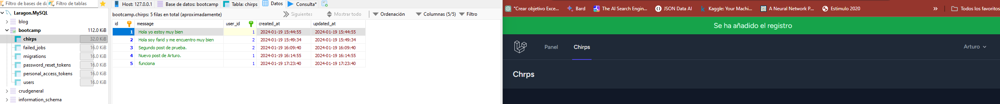 Filtro de bases de da
Filtro de tablas
Laragon.MySQL
blog
bootcamp 112.0 KiB
chirps 32.0 KiB
failed_jobs 16.0 KiB
migrations 16.0 KiB
password_reset_tokens 16.0 KiB
personal_access_tokens 16.0 KiB
users 16.0 KiB
crudgeneral
information_schema
Host: 127.0.0.1 Base de datos: bootcamp Tabla: chirps Datos Consulta*
bootcamp.chirps: 5 filas en total (aproximadamente) Siguientes Mostrar todo Ordenación Columnas (5/5) Filtro
id message user_id created_at updated_at
1 Hola yo estoy muy bien 1 2024-01-19 15:44:55 2024-01-19 15:44:55
2 Hola soy farid y me encuentro muy bien 2 2024-01-19 15:49:34 2024-01-19 15:49:34
3 Segundo post de prueba. 2 2024-01-19 16:09:40 2024-01-19 16:09:40
4 Nuevo post de Arturo. 1 2024-01-19 16:14:55 2024-01-19 16:14:55
5 funciona 1 2024-01-19 17:23:40 2024-01-19 17:23:40
"Crear objetivo Exce... Bard The AI Search Engin... JSON Data AI Kaggle: Your Machi... A Neural Network P... Estimulo 2020 » Todos los favoritos
Se ha añadido el registro
Panel Chirps Arturo
Chrps